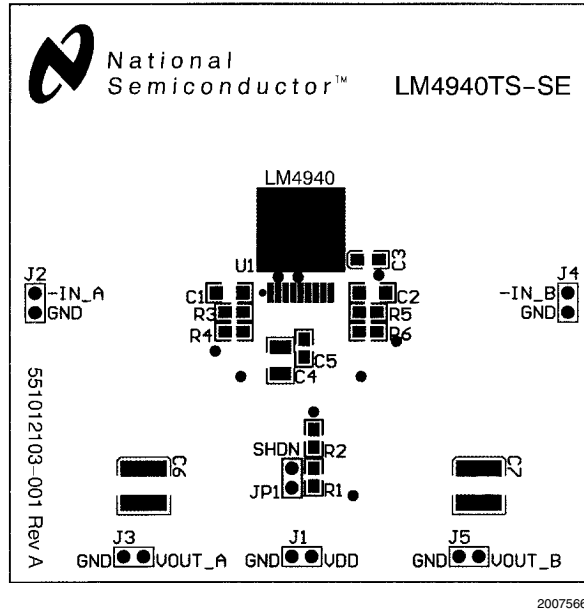 National
Semiconductor™
LM4940TS-SE
LM4940
U1
C3
J2
-IN_A
GND
C1
R3
R4
C2
R5
R6
J4
-IN_B
GND
C5
C4
551012103-001 Rev A
SHDN
R2
JP1
R1
C6
C7
J3
GND VOUT_A
J1
GND VDD
J5
GND VOUT_B